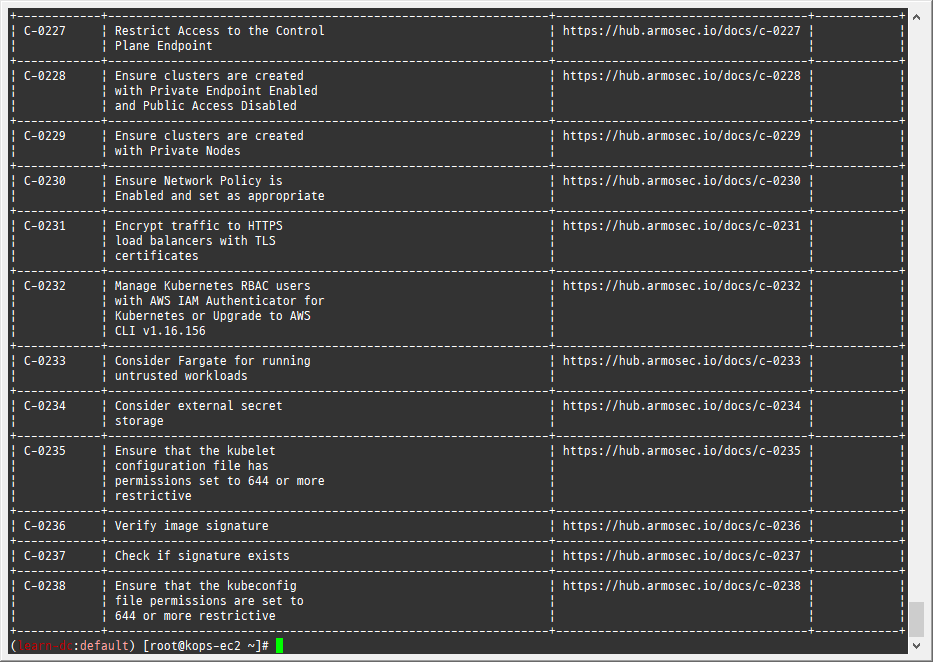 C-0227 | Restrict Access to the Control | https://hub.armosec.io/docs/c-0227
Plane Endpoint
C-0228 | Ensure clusters are created | https://hub.armosec.io/docs/c-0228
with Private Endpoint Enabled
and Public Access Disabled
C-0229 | Ensure clusters are created | https://hub.armosec.io/docs/c-0229
with Private Nodes
C-0230 | Ensure Network Policy is | https://hub.armosec.io/docs/c-0230
Enabled and set as appropriate
C-0231 | Encrypt traffic to HTTPS | https://hub.armosec.io/docs/c-0231
load balancers with TLS
certificates
C-0232 | Manage Kubernetes RBAC users | https://hub.armosec.io/docs/c-0232
with AWS IAM Authenticator for
Kubernetes or Upgrade to AWS
CLI v1.16.156
C-0233 | Consider Fargate for running | https://hub.armosec.io/docs/c-0233
untrusted workloads
C-0234 | Consider external secret | https://hub.armosec.io/docs/c-0234
storage
C-0235 | Ensure that the kubelet | https://hub.armosec.io/docs/c-0235
configuration file has
permissions set to 644 or more
restrictive
C-0236 | Verify image signature | https://hub.armosec.io/docs/c-0236
C-0237 | Check if signature exists | https://hub.armosec.io/docs/c-0237
C-0238 | Ensure that the kubeconfig | https://hub.armosec.io/docs/c-0238
file permissions are set to
644 or more restrictive
(:default) [root@kops-ec2 ~]#